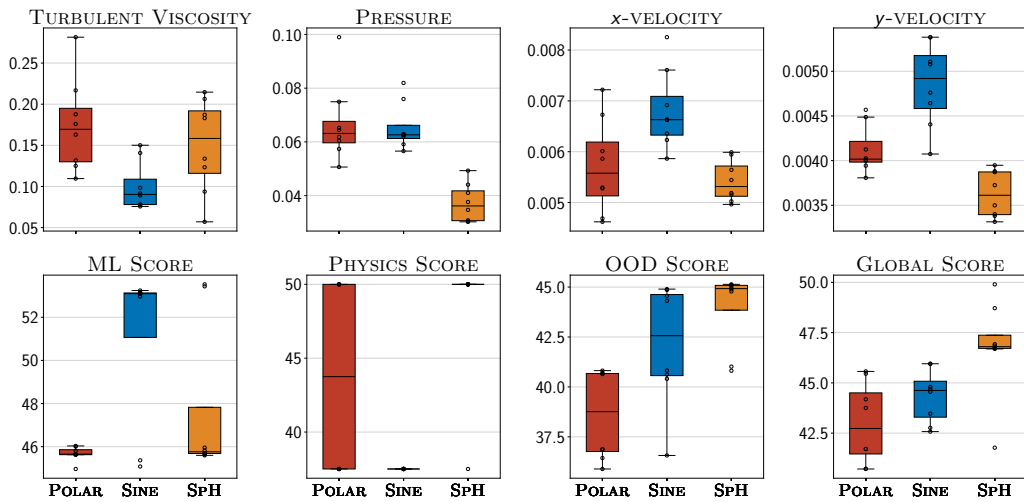 Turbulent Viscosity
Pressure
x-velocity
y-velocity
0.25
0.20
0.15
0.10
0.05
0.10
0.08
0.06
0.04
0.008
0.007
0.006
0.005
0.0050
0.0045
0.0040
0.0035
ML Score
Physics Score
OOD Score
Global Score
52
50
48
46
50
45
40
45.0
42.5
40.0
37.5
50.0
47.5
45.0
42.5
Polar Sine SpH
Polar Sine SpH
Polar Sine SpH
Polar Sine SpH